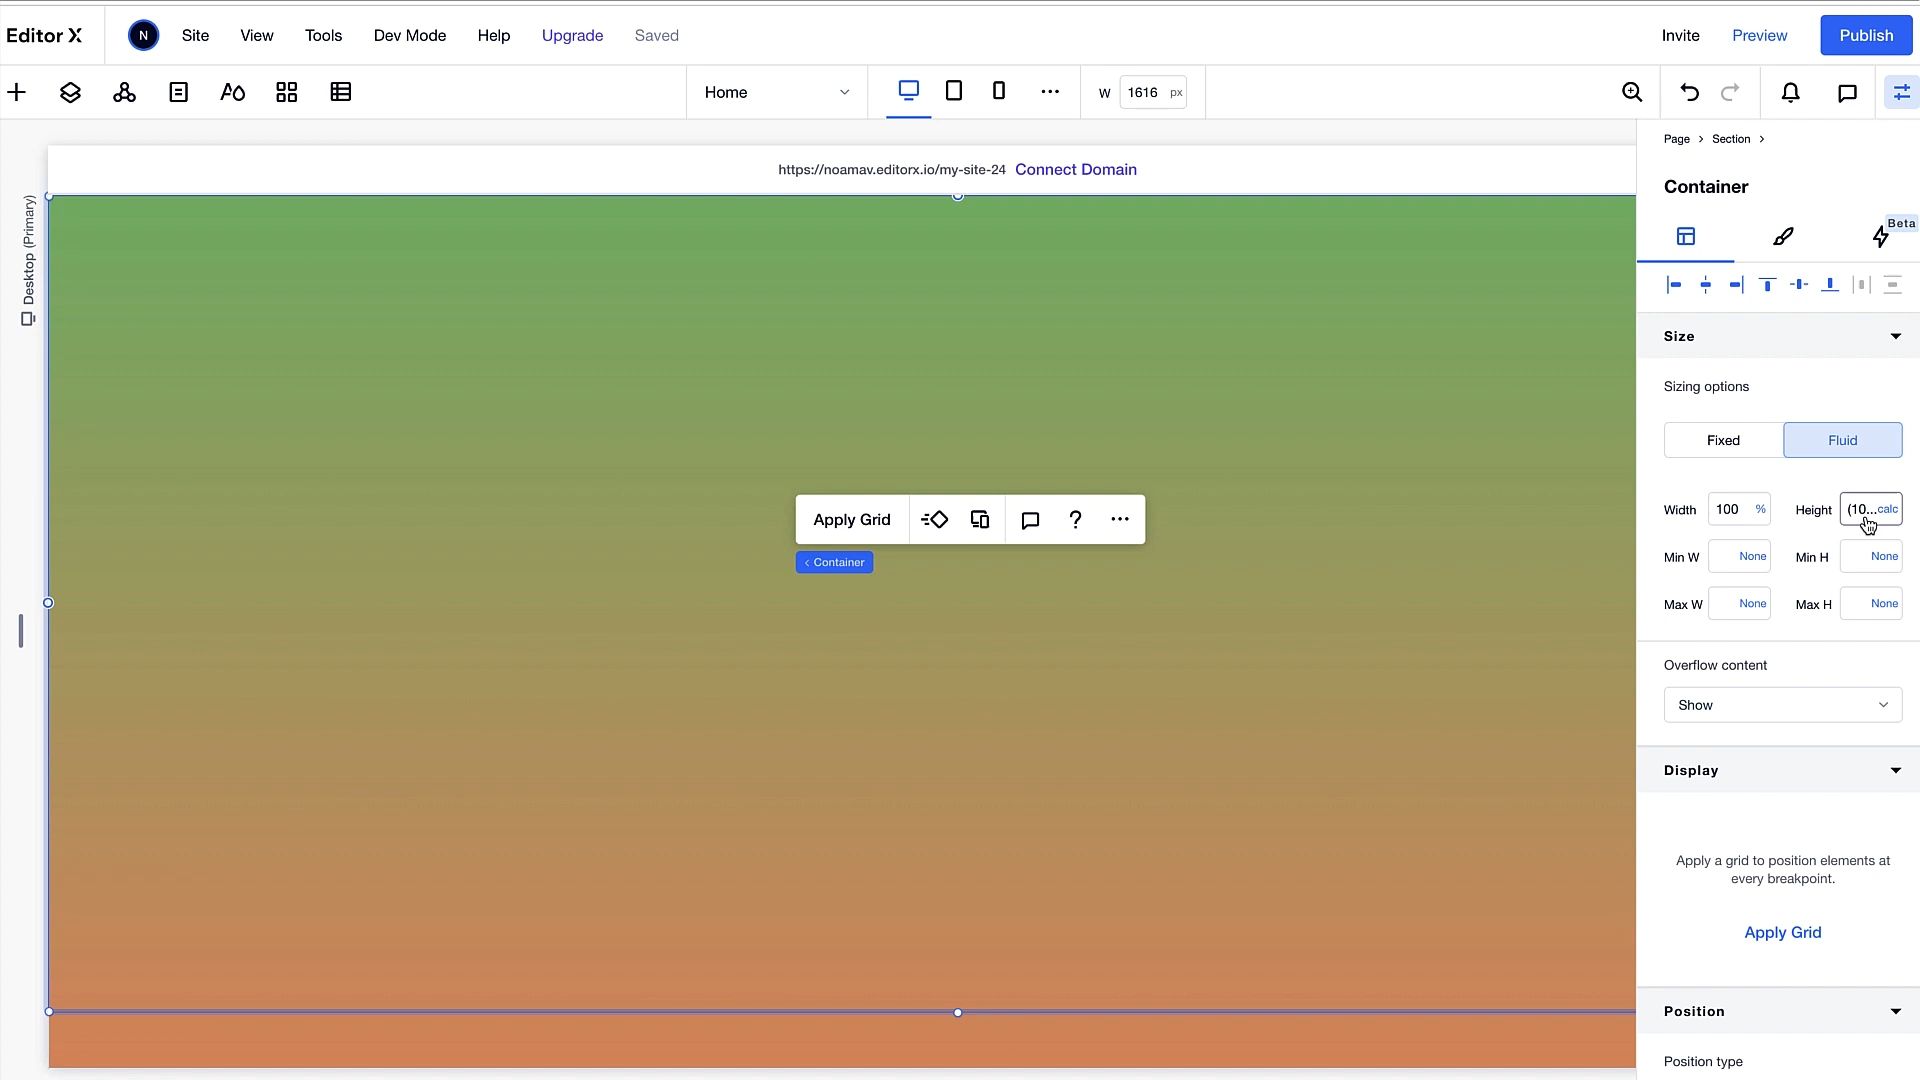 Editor X
N
Site
View
Tools
Dev Mode
Help
Upgrade
Saved
Invite
Preview
Publish
Home
W
1616 px
Page > Section >
https://noamav.editorx.io/my-site-24 Connect Domain
Desktop (Primary)
Container
Beta
Size
Sizing options
Fixed
Fluid
Width 100 %
Height (10...calc
Min W None
Min H None
Max W None
Max H None
Apply Grid
?
< Container
Overflow content
Show
Display
Apply a grid to position elements at
every breakpoint.
Apply Grid
Position
Position type